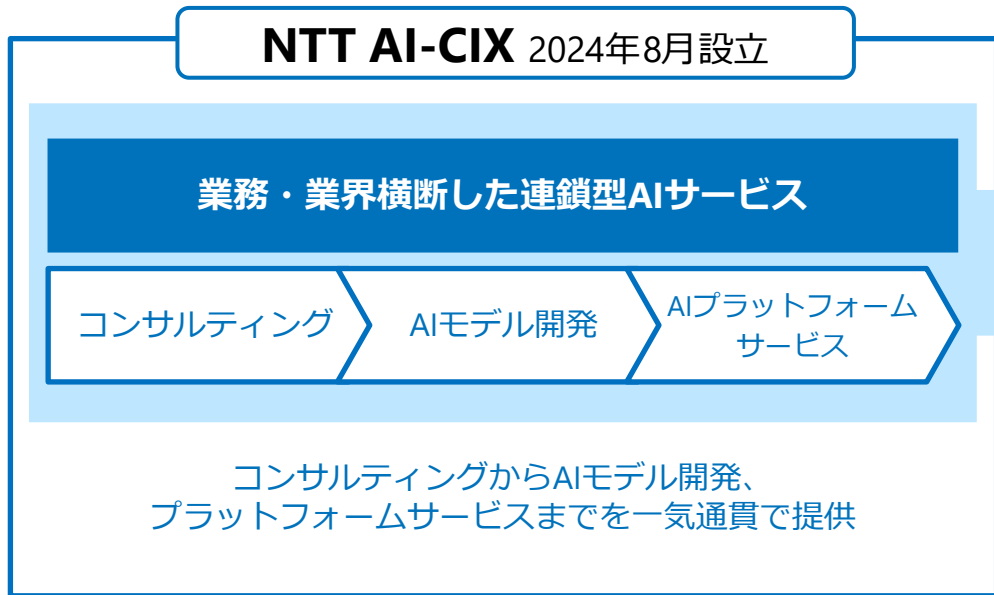 NTT AI-CIX 2024年8月設立
業務・業界横断した連鎖型AIサービス
コンサルティング
AIモデル開発
AIプラットフォーム
サービス
コンサルティングからAIモデル開発、
プラットフォームサービスまでを一気通貫で提供